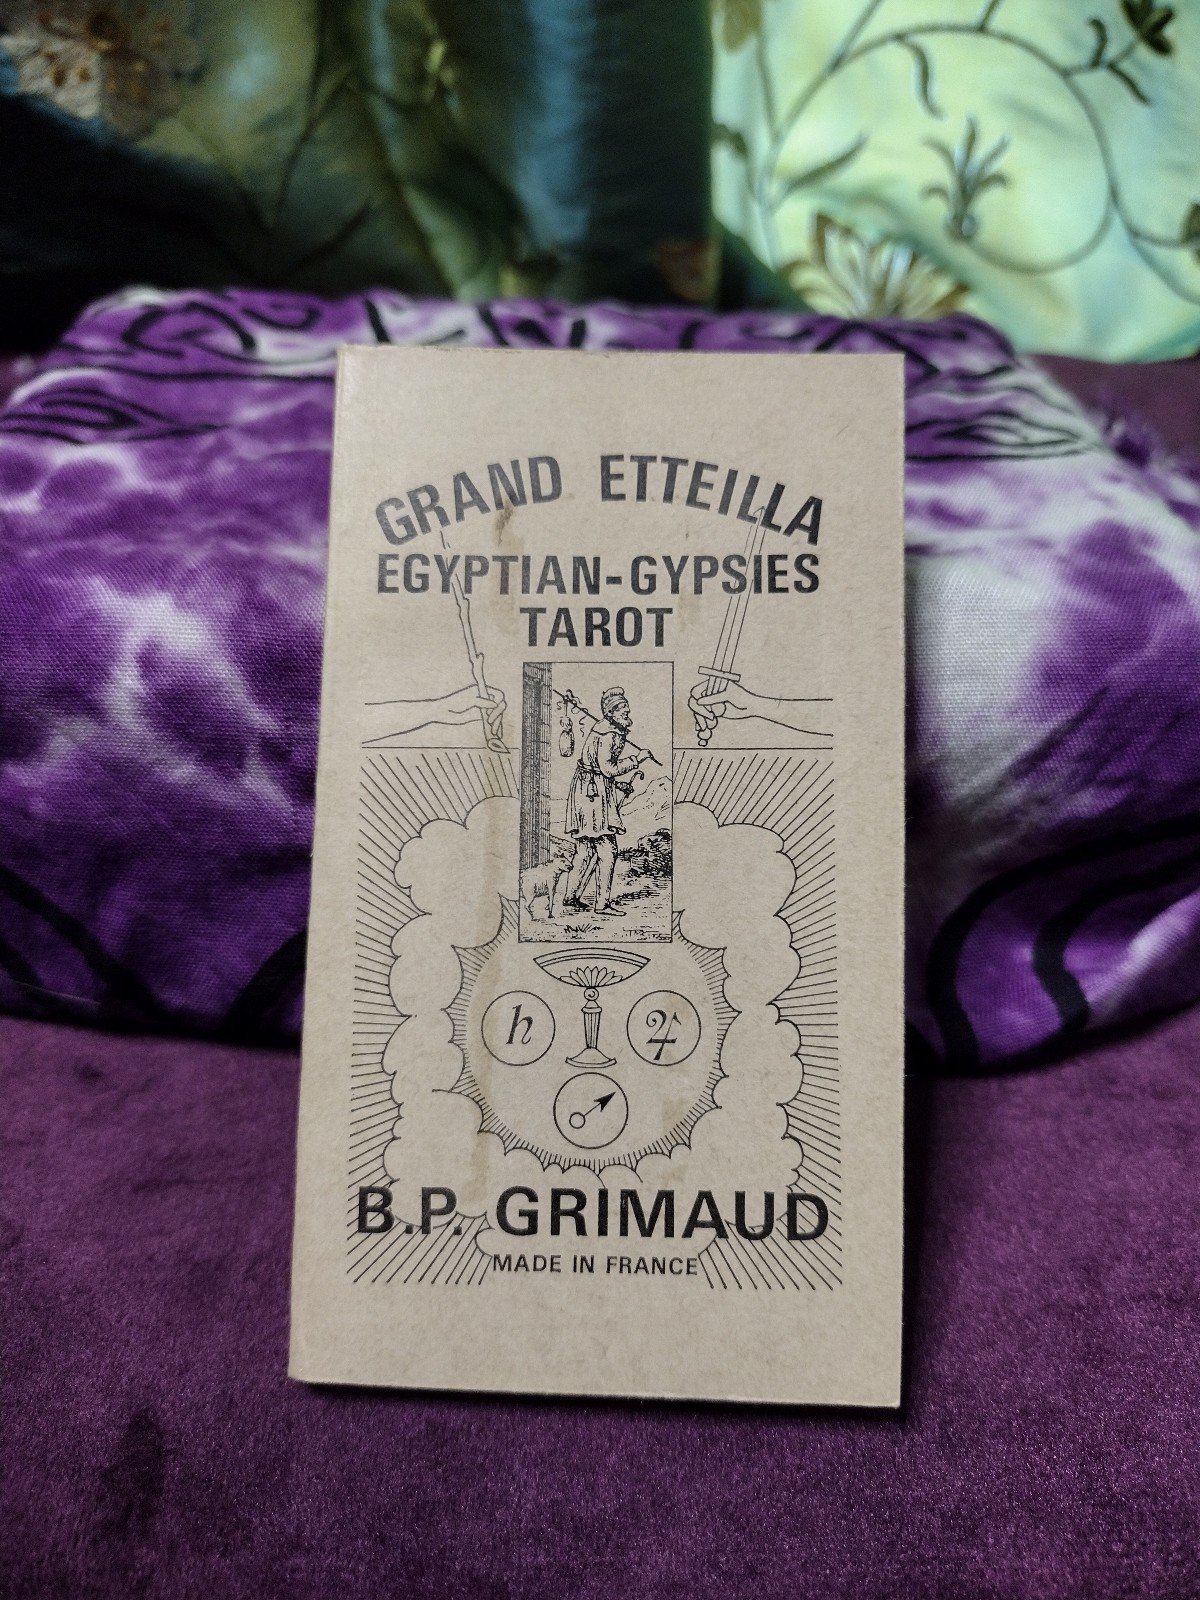 GRAND ETTEILLA
EGYPTIAN-GYPSIES
TAROT
B.P. GRIMAUD
MADE IN FRANCE